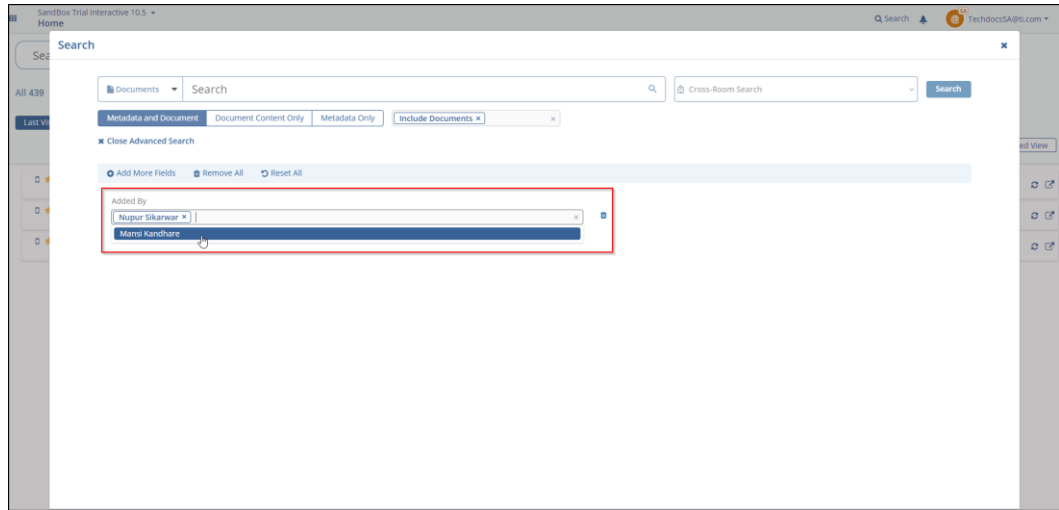 SandBox Trial Interactive 10.5
Home
Search
TechdocsSA@ti.com
SA
Sea
Search
All 439
Documents
Search
Cross-Room Search
Search
Last Vi
Metadata and Document
Document Content Only
Metadata Only
Include Documents ×
Close Advanced Search
ed View
Add More Fields
Remove All
Reset All
Added By
Nupur Sikarwar ×
Mansi Kandhare